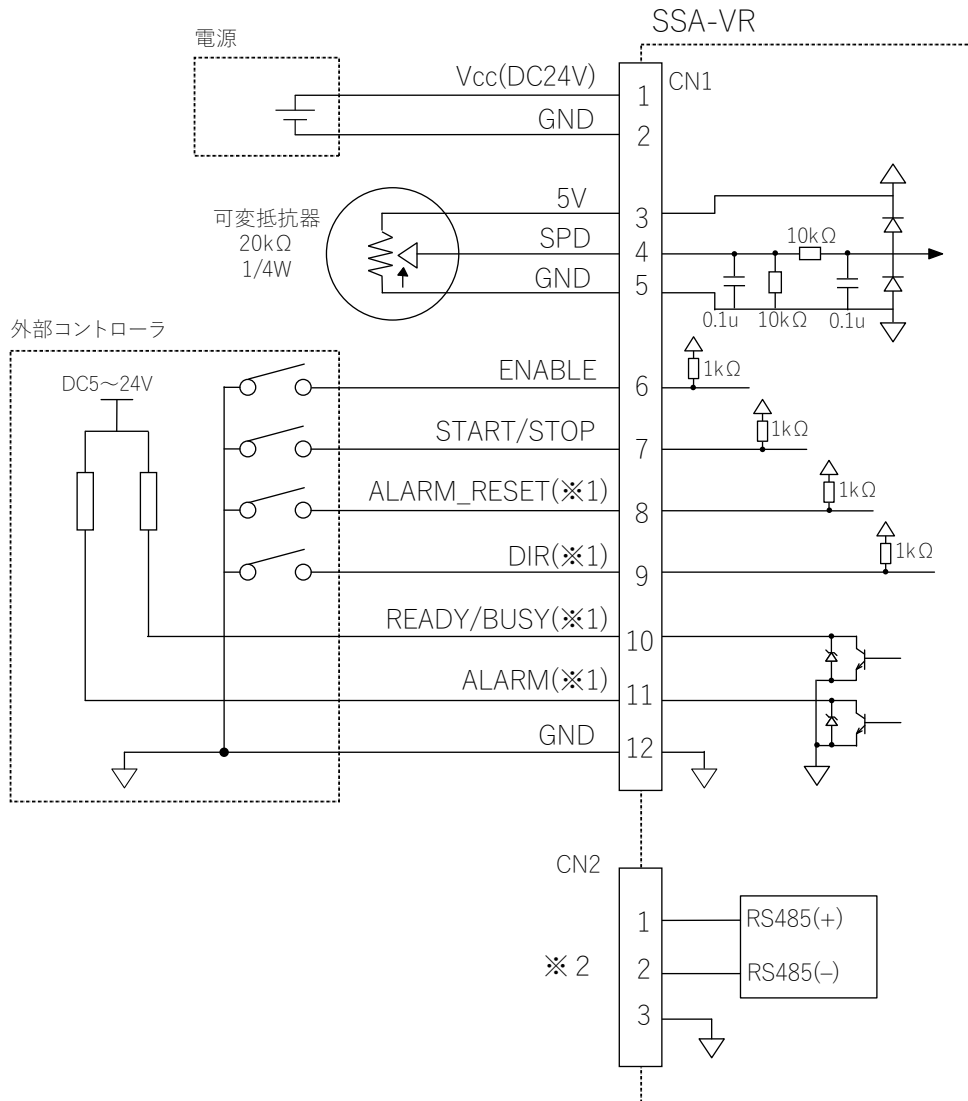 SSA-VR
電源
Vcc(DC24V)
1
CN1
GND
2
5V
3
可変抵抗器
20kΩ
1/4W
SPD
4
10kΩ
GND
5
0.1u
10kΩ
0.1u
外部コントローラ
DC5～24V
ENABLE
6
1kΩ
START/STOP
7
1kΩ
ALARM_RESET(※1)
8
1kΩ
DIR(※1)
9
1kΩ
READY/BUSY(※1)
10
ALARM(※1)
11
GND
12
CN2
1
RS485(+)
※ 2
2
RS485(–)
3